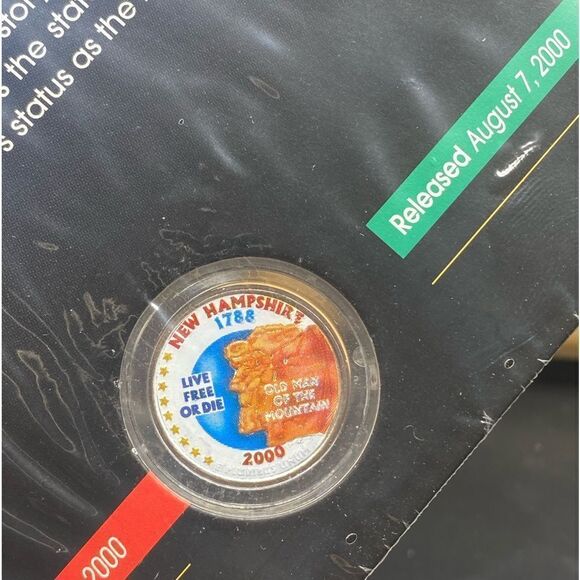 the
status as the
Released August 7, 2000
NEW HAMPSHIRE
1788
LIVE
FREE
OR DIE
OLD MAN
OF THE
MOUNTAIN
2000
2000